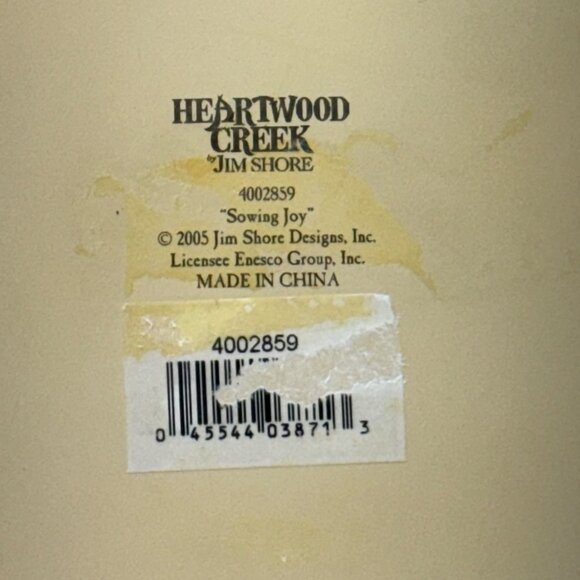 HEARTWOOD
CREEK
by JIM SHORE
4002859
"Sowing Joy"
© 2005 Jim Shore Designs, Inc.
Licensee Enesco Group, Inc.
MADE IN CHINA
4002859
0 45544 03871 3